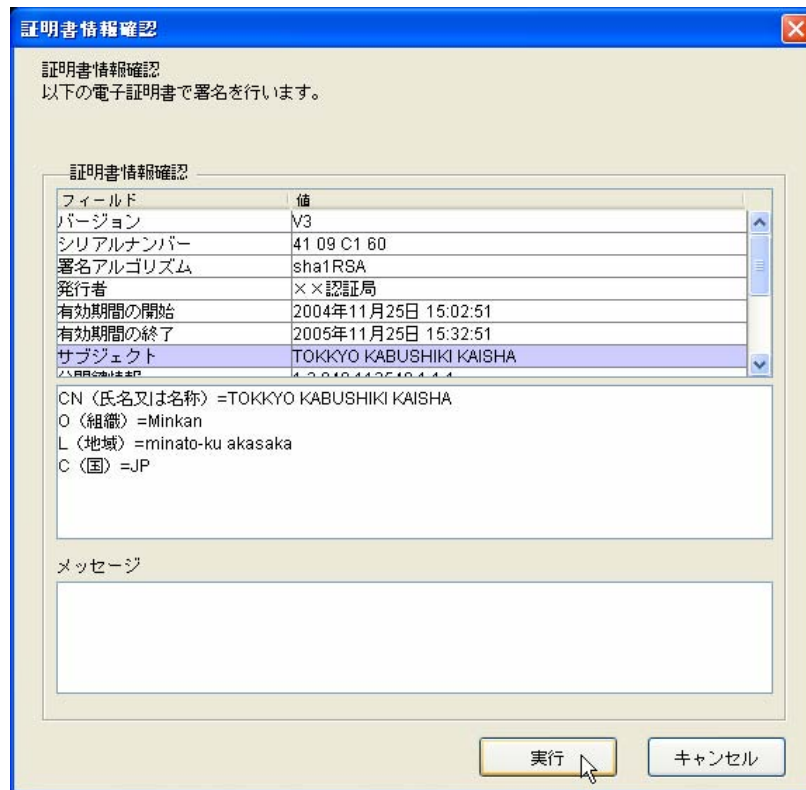 証明書情報確認
証明書情報確認
以下の電子証明書で署名を行います。
証明書情報確認
フィールド 値
バージョン V3
シリアルナンバー 41 09 C1 60
署名アルゴリズム sha1RSA
発行者 ××認証局
有効期間の開始 2004年11月25日 15:02:51
有効期間の終了 2005年11月25日 15:32:51
サブジェクト TOKKYO KABUSHIKI KAISHA
CN（氏名又は名称）=TOKKYO KABUSHIKI KAISHA
O（組織）=Minkan
L（地域）=minato-ku akasaka
C（国）=JP
メッセージ
実行 キャンセル